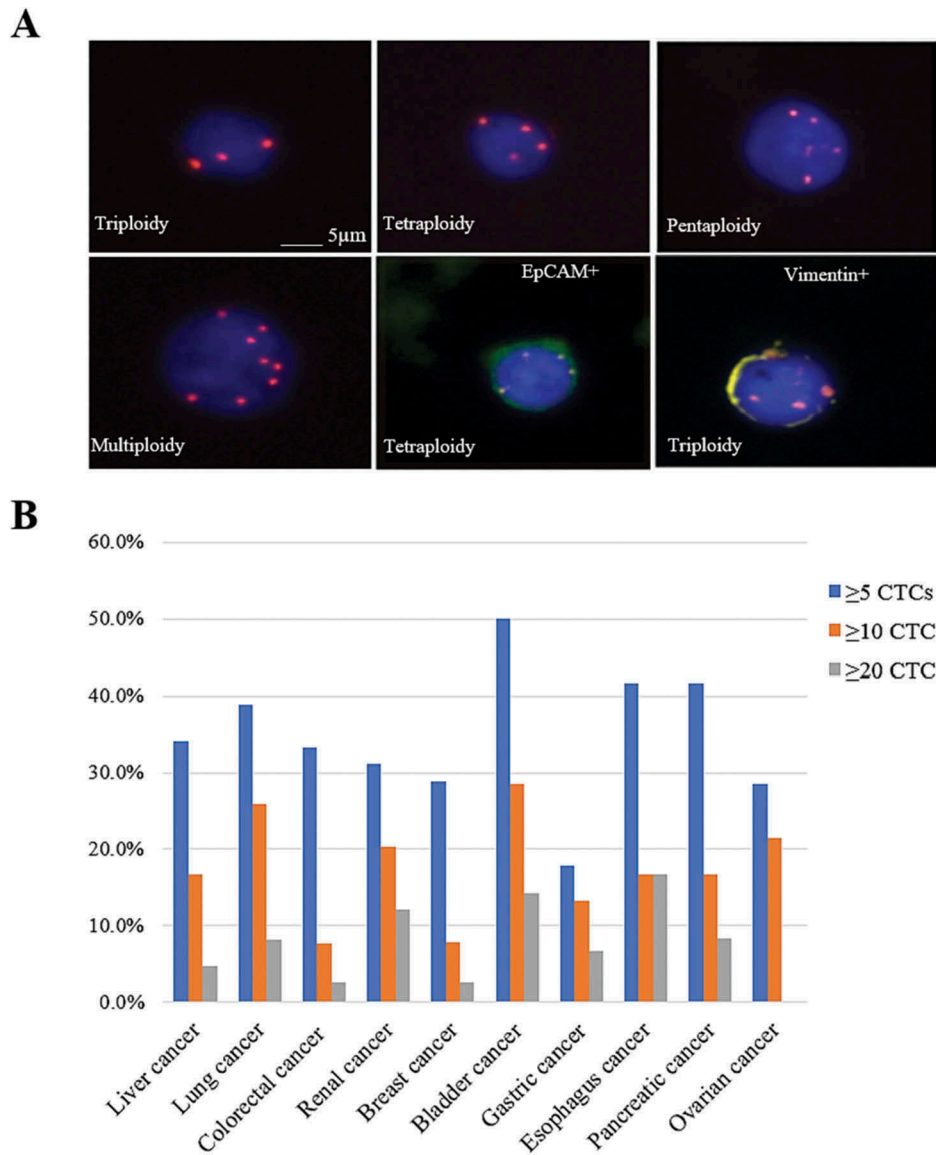 A
Triploidy
5µm
Tetraploidy
Pentaploidy
Multiploidy
EpCAM+
Tetraploidy
Vimentin+
Triploidy
B
60.0%
50.0%
40.0%
30.0%
20.0%
10.0%
0.0%
≥5 CTCs
≥10 CTC
≥20 CTC
Liver cancer
Lung cancer
Colorectal cancer
Renal cancer
Breast cancer
Bladder cancer
Gastric cancer
Esophagus cancer
Pancreatic cancer
Ovarian cancer